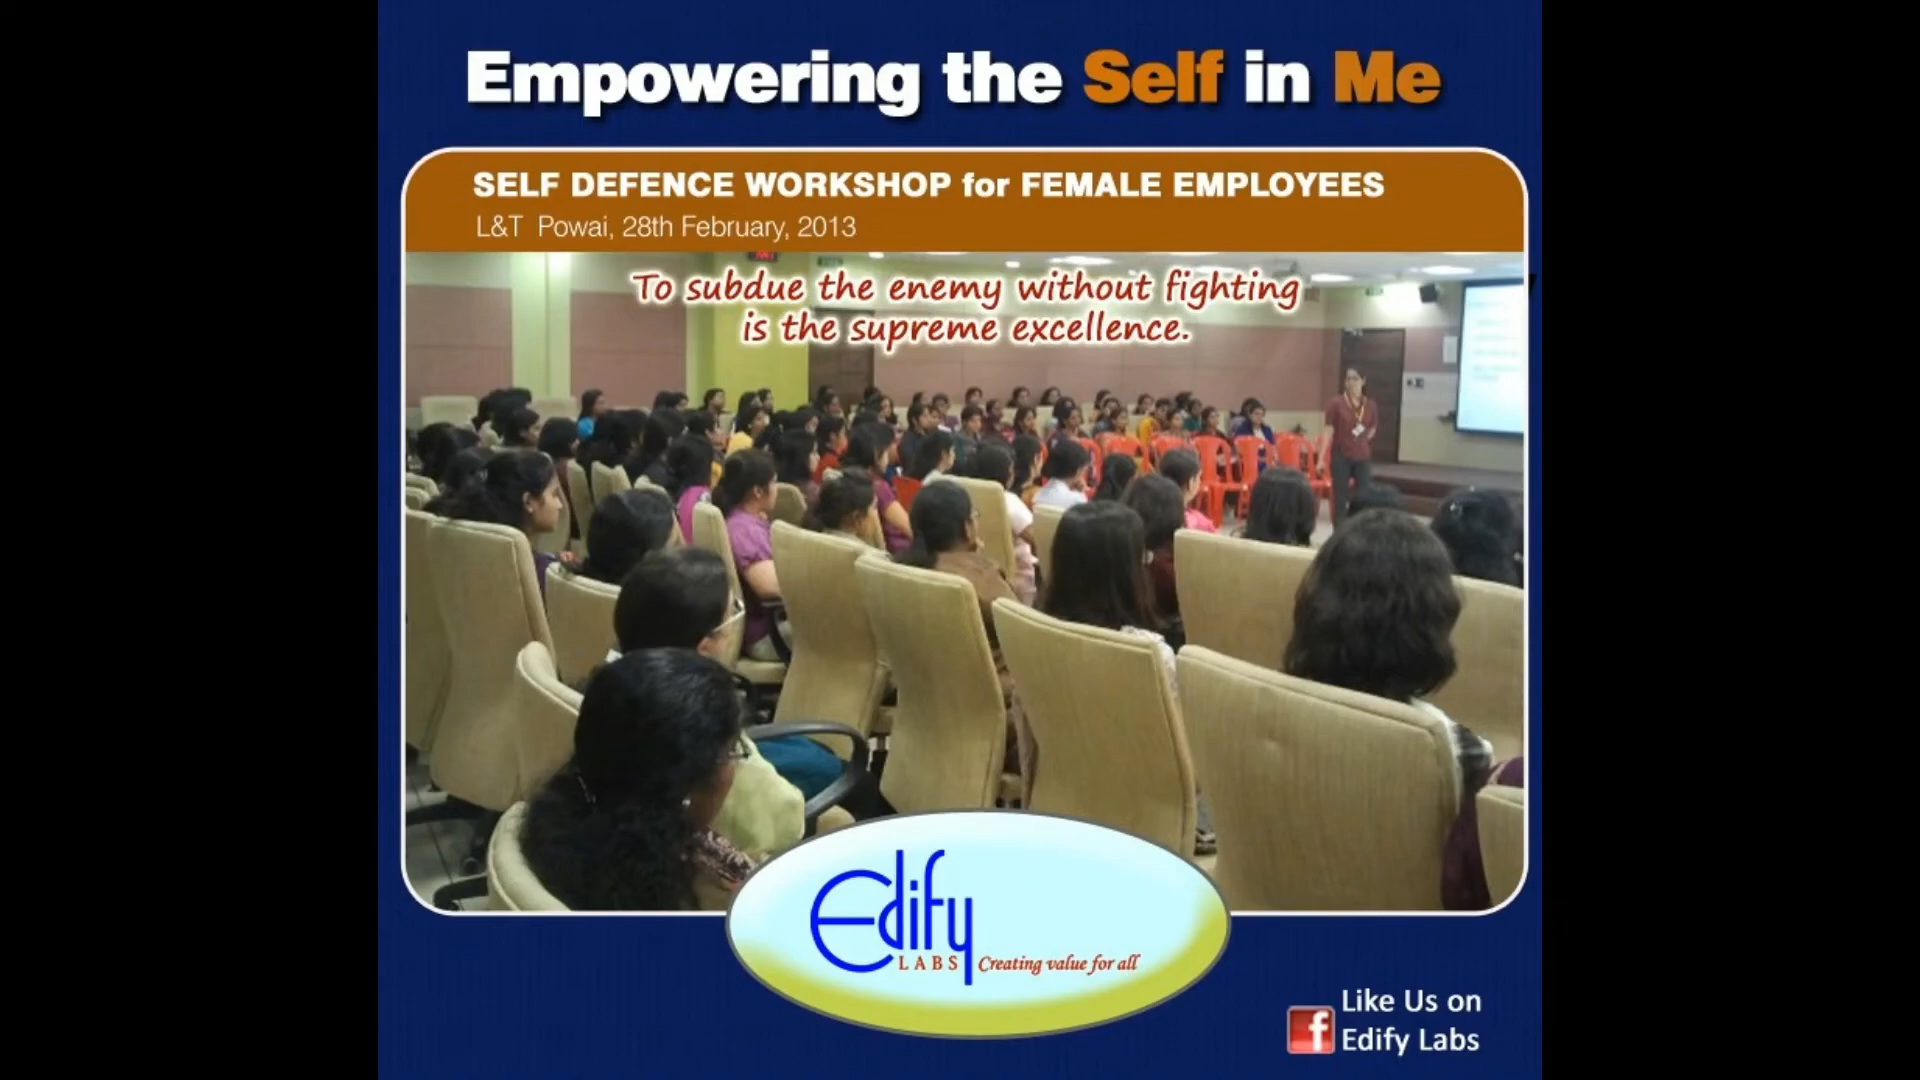 Empowering the Self in Me
SELF DEFENCE WORKSHOP for FEMALE EMPLOYEES
L&T Powai, 28th February, 2013
To subdue the enemy without fighting
is the supreme excellence.
Edify
LABS Creating value for all
Like Us on
f Edify Labs